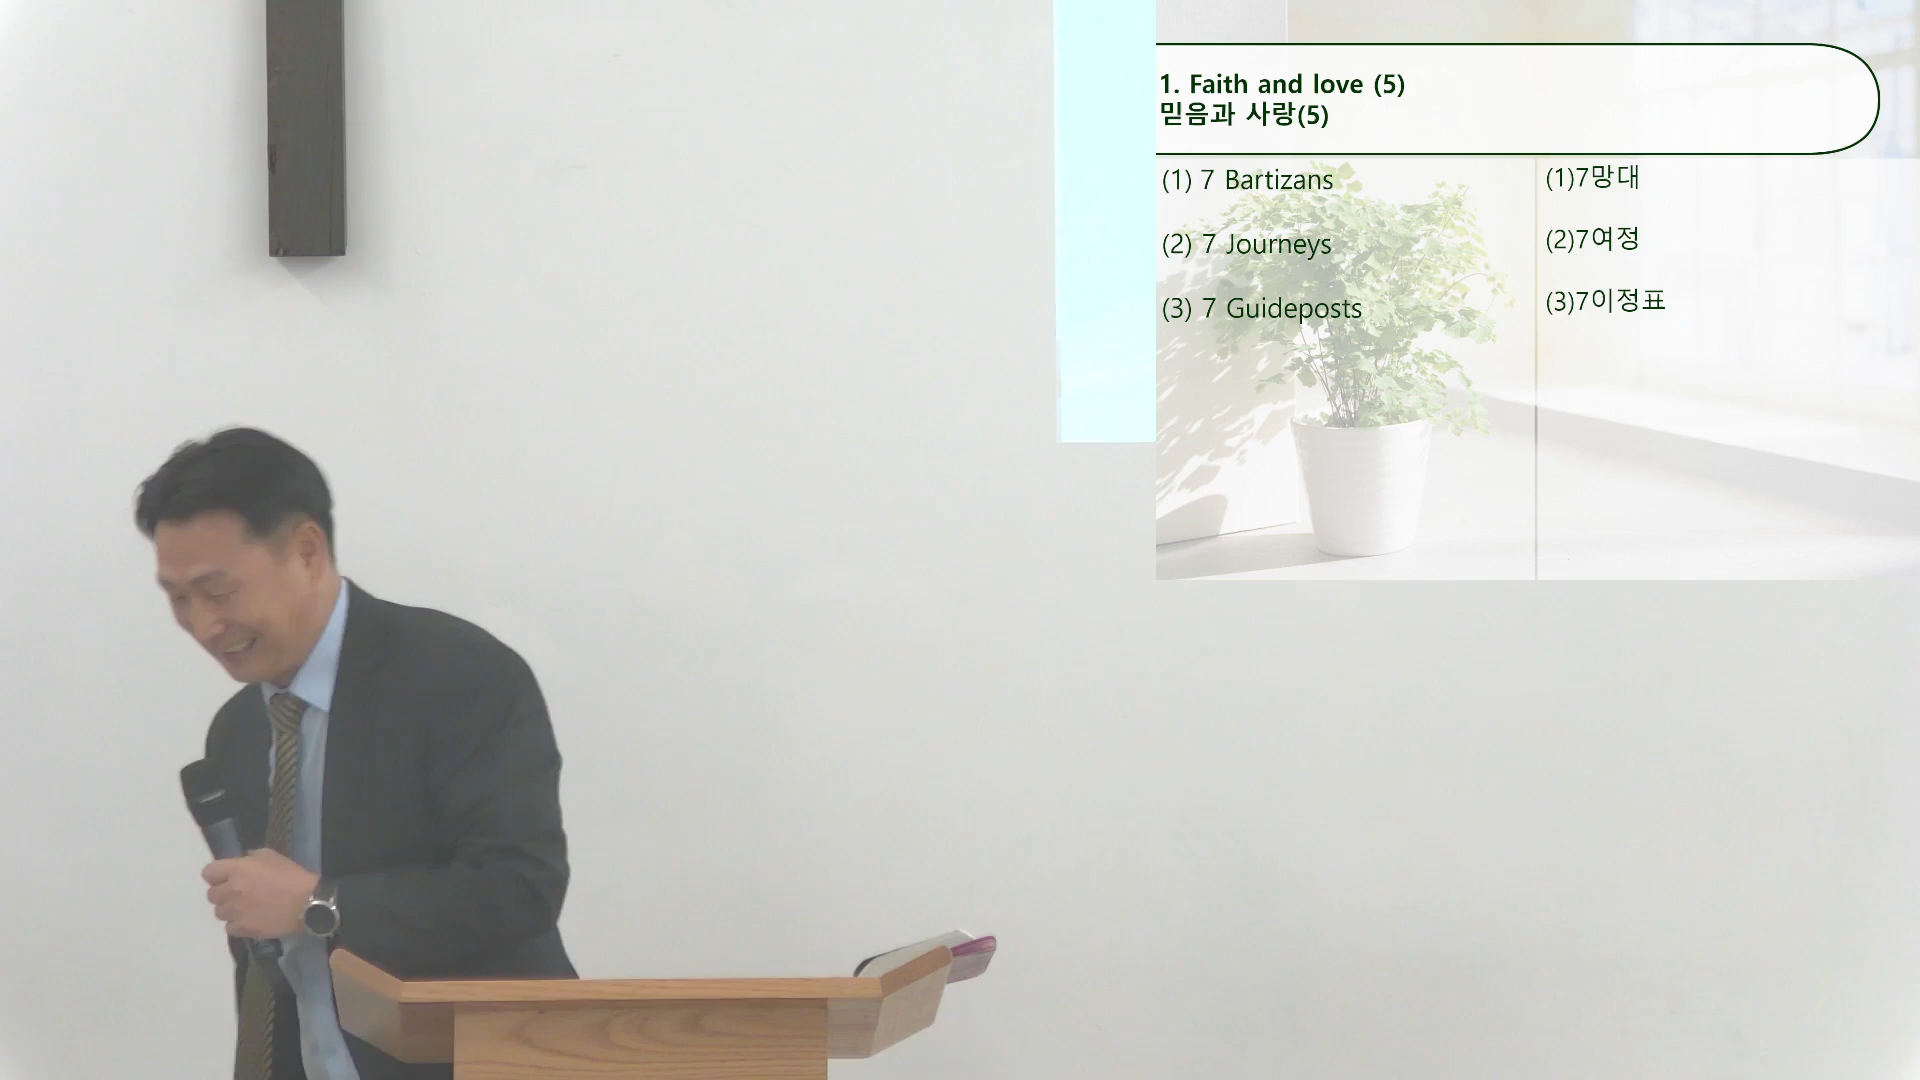 1. Faith and love (5)
믿음과 사랑(5)
(1) 7 Bartizans
(2) 7 Journeys
(3) 7 Guideposts
(1)7망대
(2)7여정
(3)7이정표